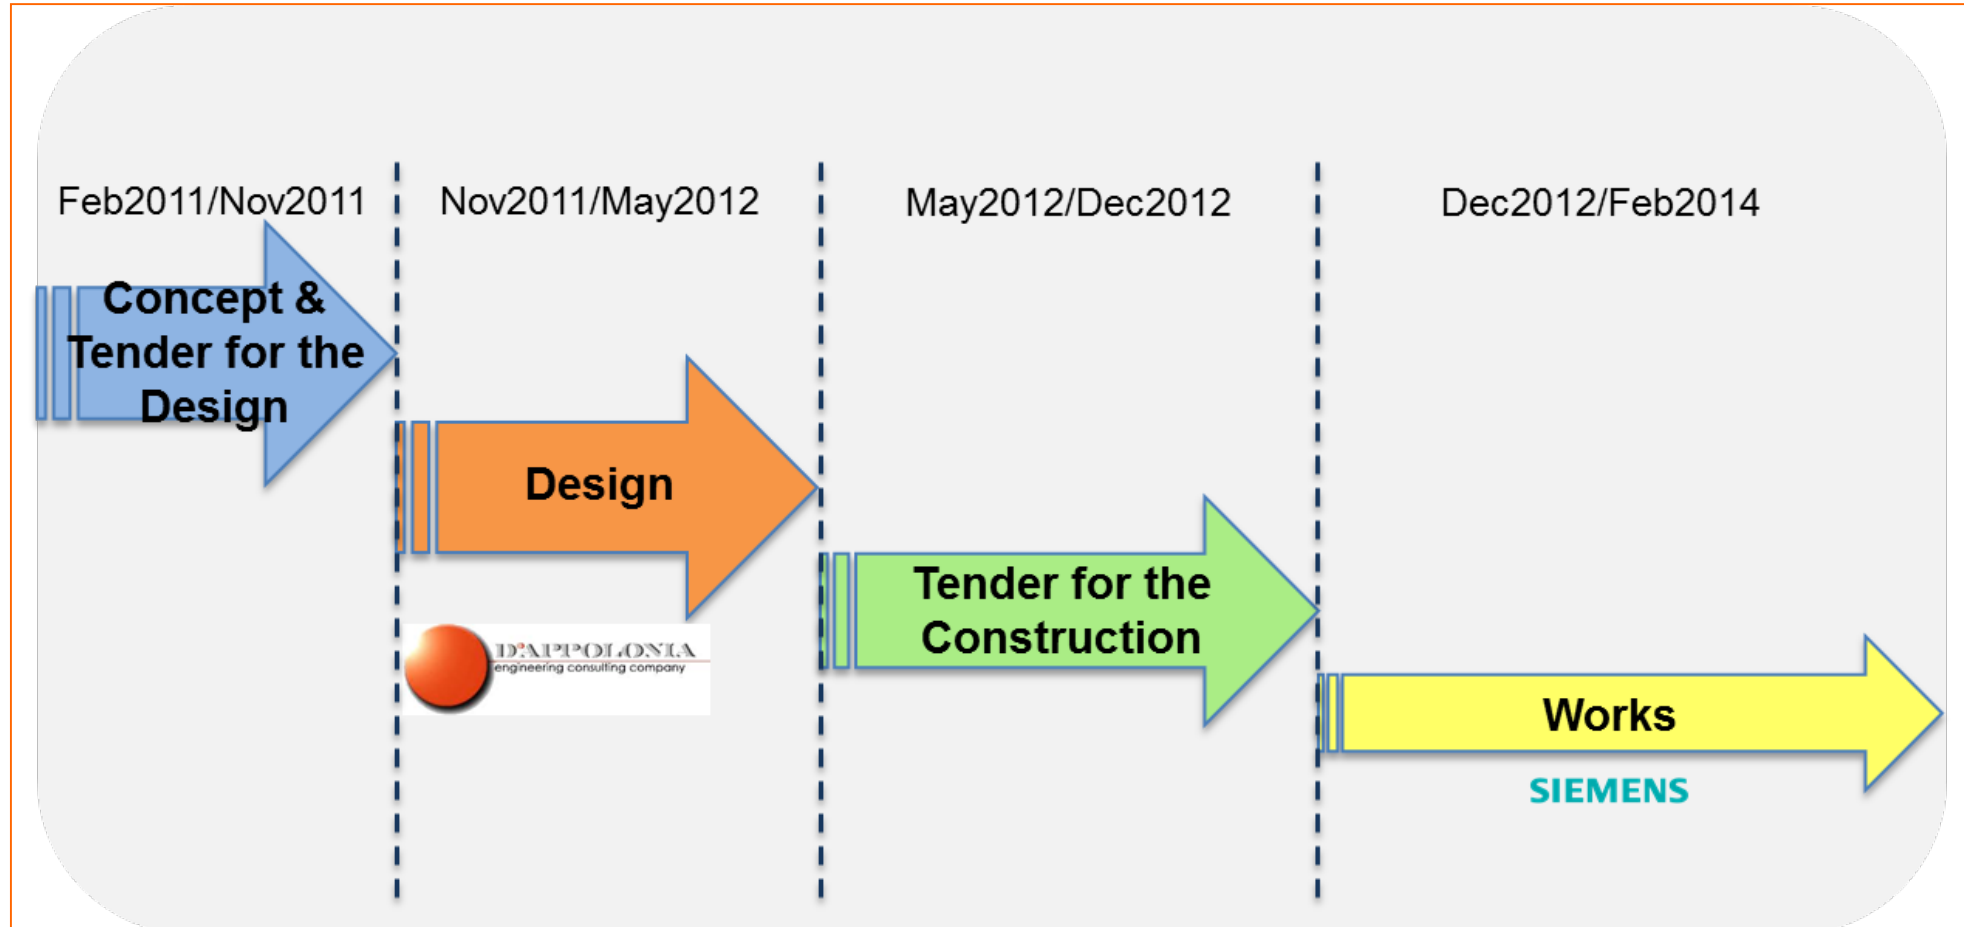 Feb2011/Nov2011
Nov2011/May2012
May2012/Dec2012
Dec2012/Feb2014
Concept &
Tender for the
Design
Design
D'APPOLONIA
engineering consulting company
Tender for the
Construction
Works
SIEMENS